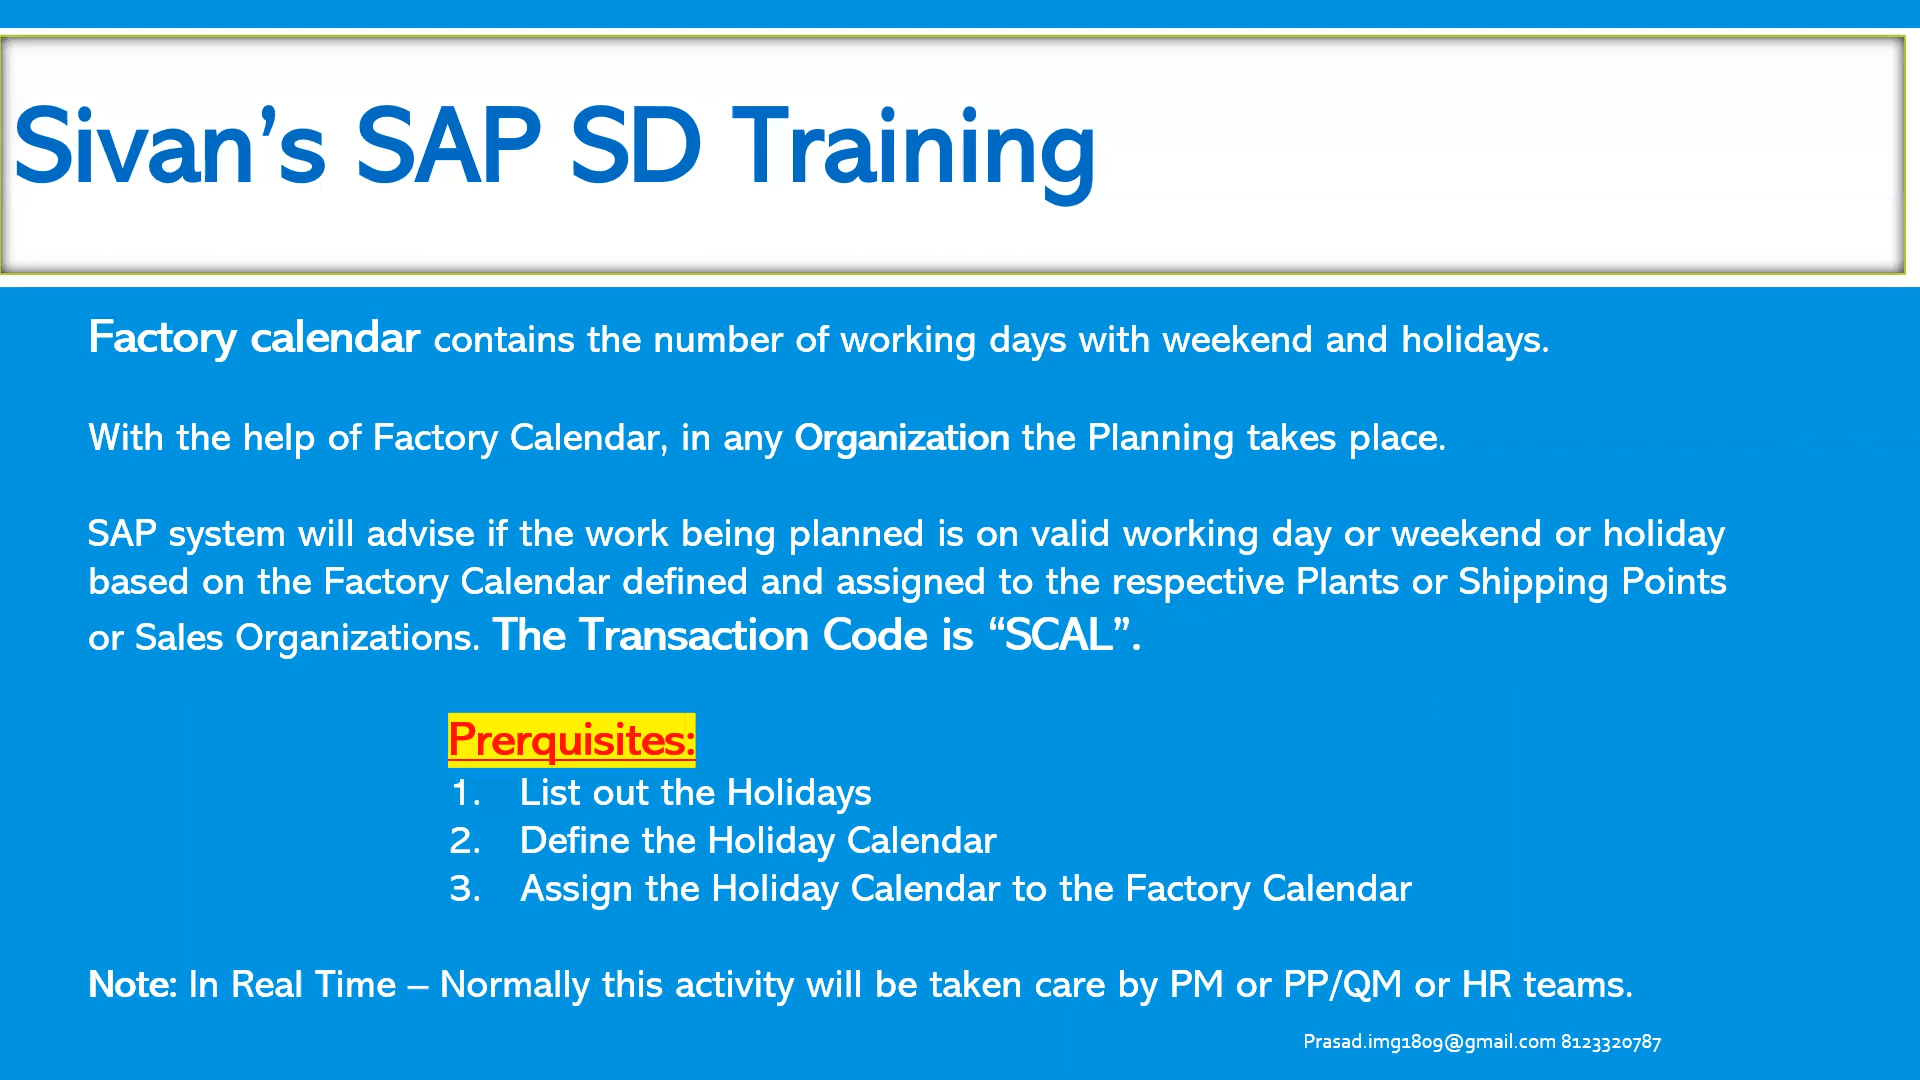 Sivan’s SAP SD Training
Factory calendar contains the number of working days with weekend and holidays.
With the help of Factory Calendar, in any Organization the Planning takes place.
SAP system will advise if the work being planned is on valid working day or weekend or holiday
based on the Factory Calendar defined and assigned to the respective Plants or Shipping Points
or Sales Organizations. The Transaction Code is “SCAL”.
Prerquisites:
1. List out the Holidays
2. Define the Holiday Calendar
3. Assign the Holiday Calendar to the Factory Calendar
Note: In Real Time – Normally this activity will be taken care by PM or PP/QM or HR teams.
Prasad.img1809@gmail.com 8123320787